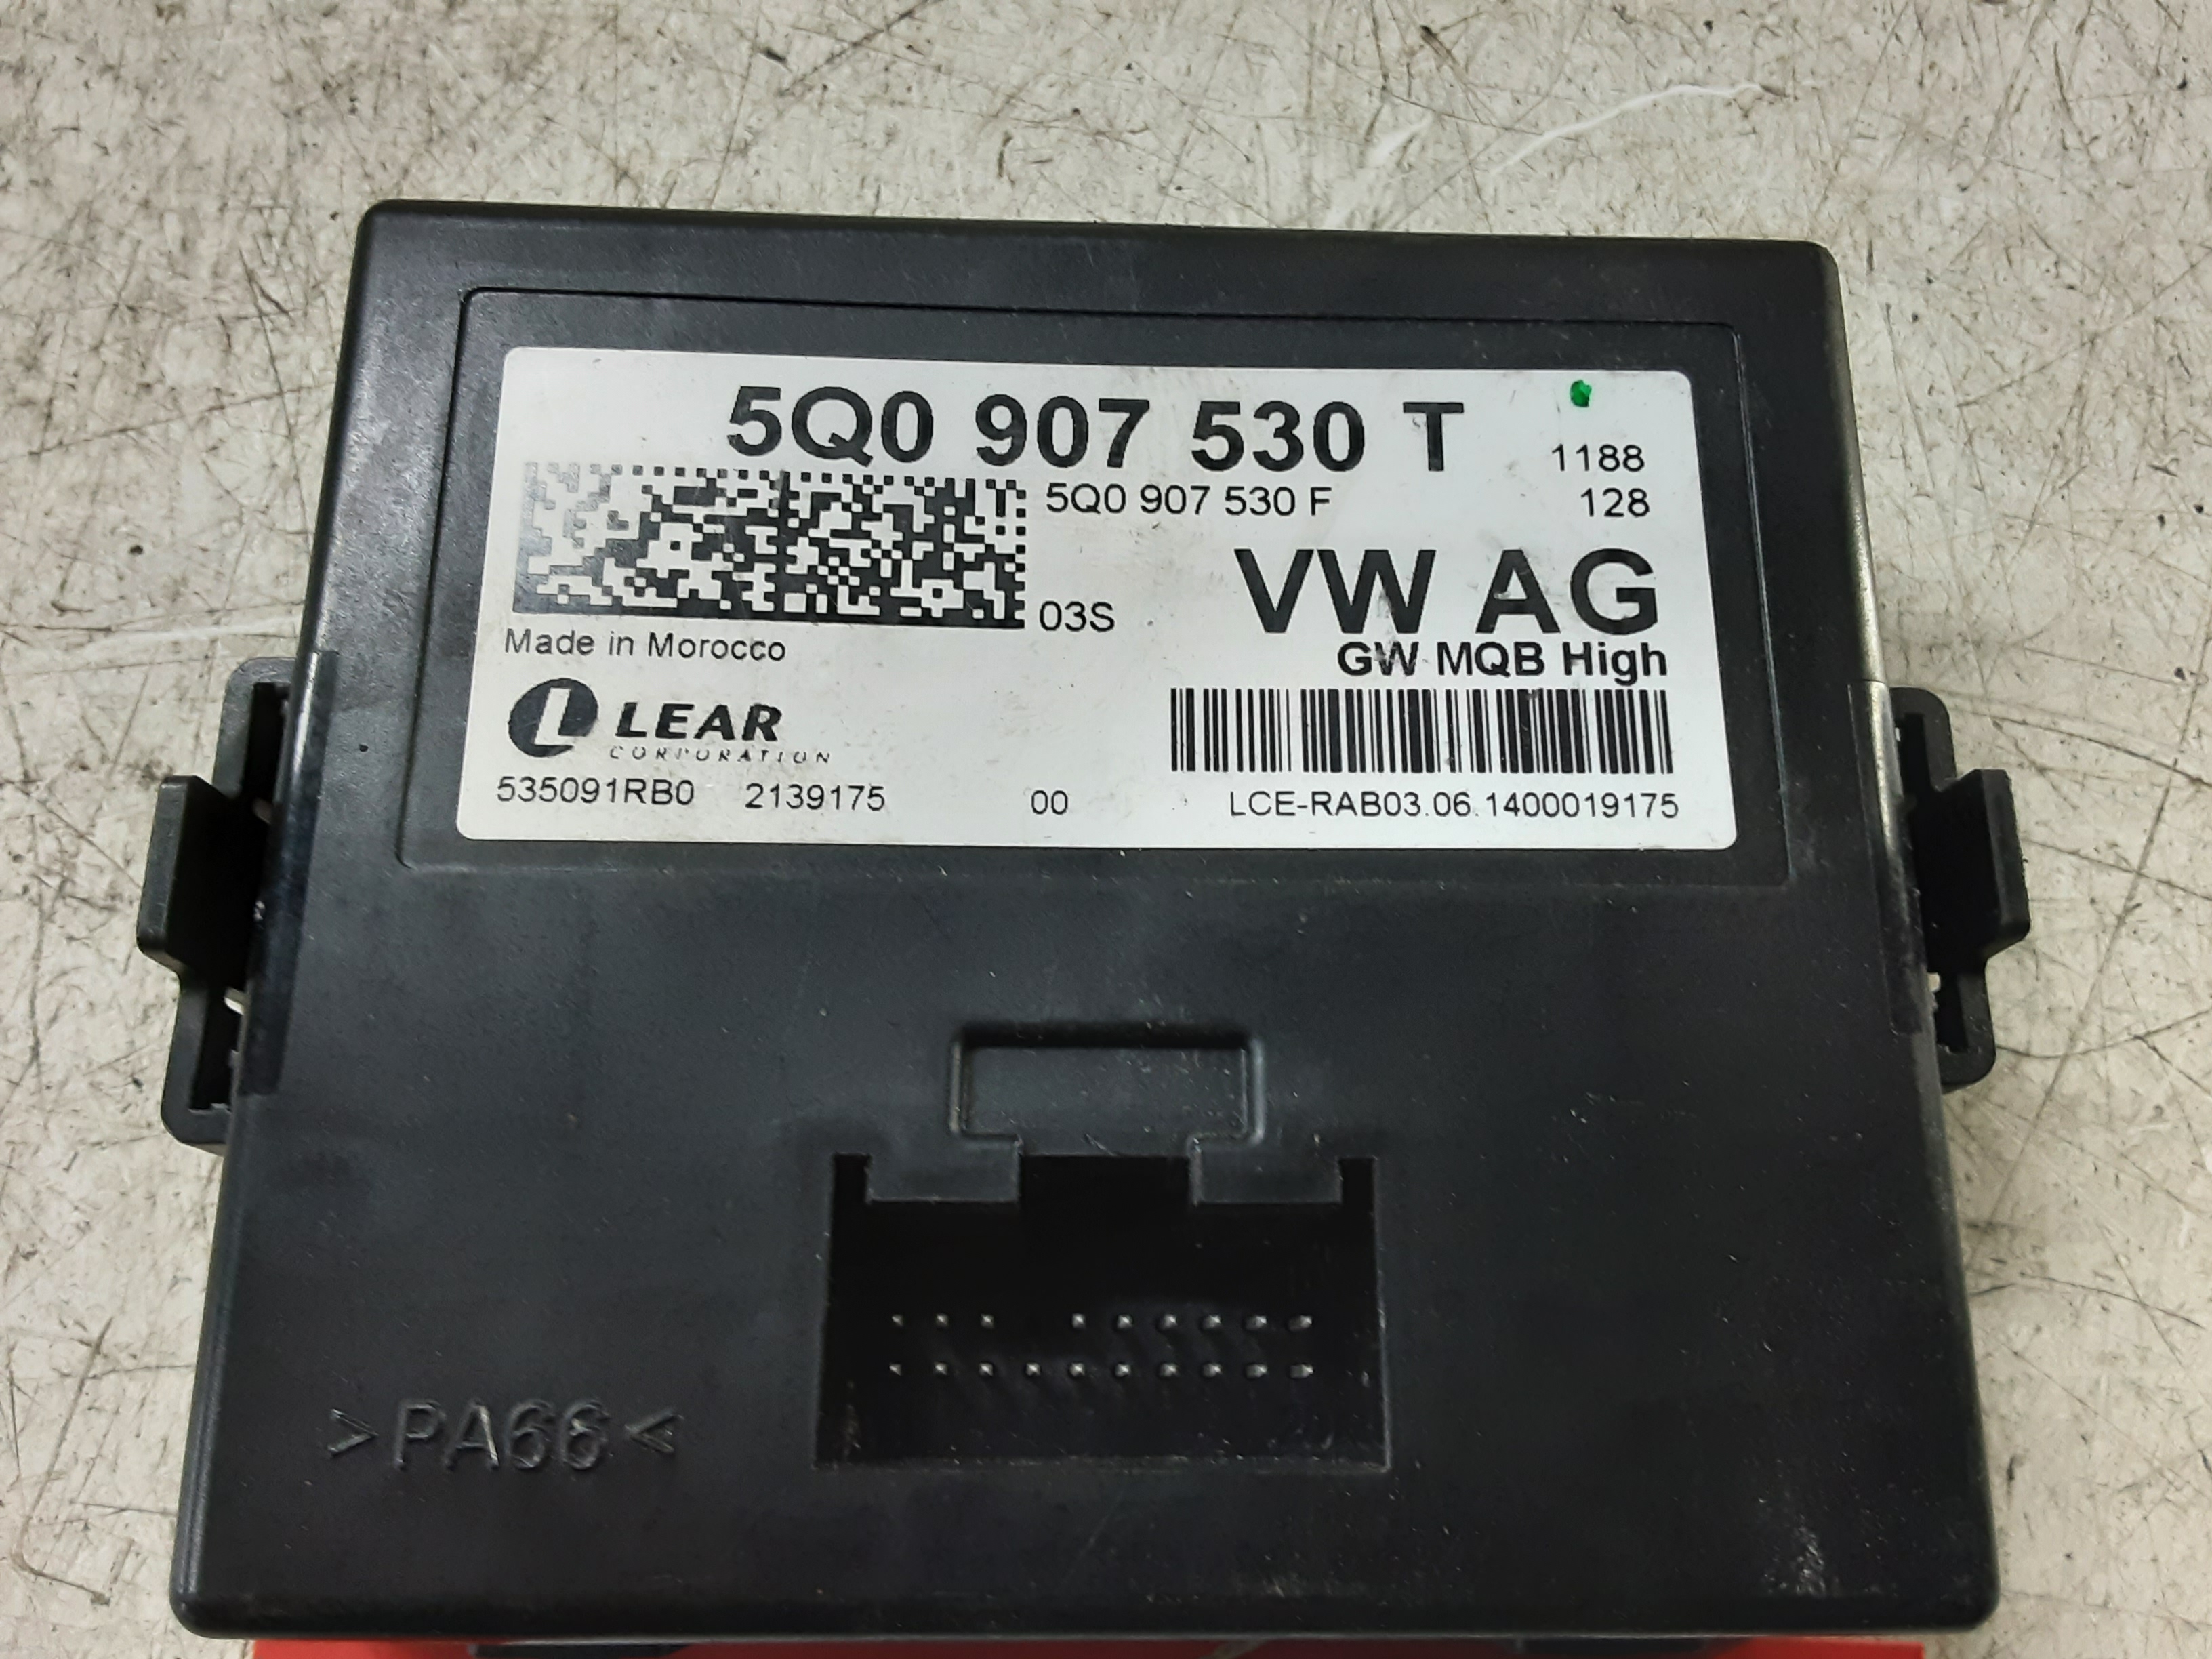 5Q0 907 530 T
1188
5Q0 907 530 F
128
VW AG
03S
Made in Morocco
GW MQB High
L LEAR
CORPORATION
535091RB0 2139175 00 LCE-RAB03.06.1400019175
>PA66<